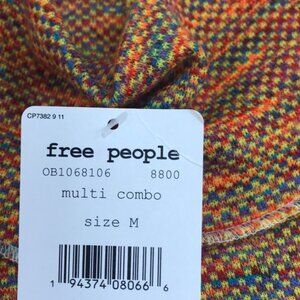 CP7382 9 11
free people
OB1068106 8800
multi combo
size M
1 94374 08066 6